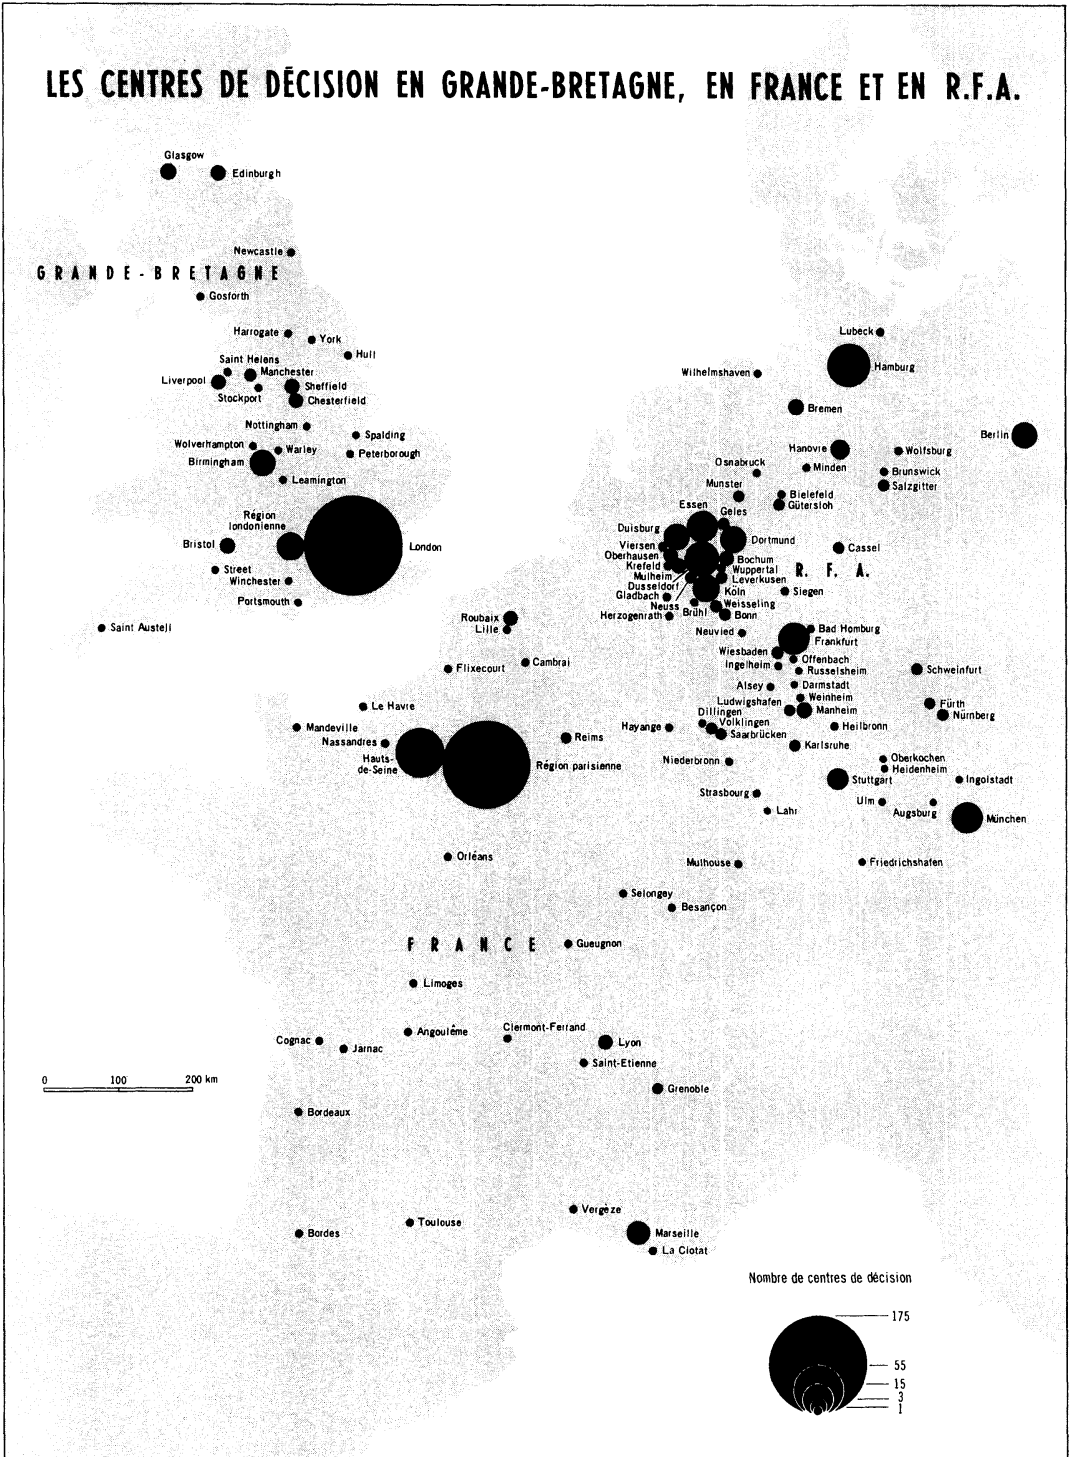 LES CENTRES DE DÉCISION EN GRANDE-BRETAGNE, EN FRANCE ET EN R.F.A.
Glasgow
Edinburgh
Newcastle
GRANDE-BRETAGNE
Gosforth
Harrogate
York
Hull
Saint Helens
Manchester
Liverpool
Sheffield
Stockport
Chesterfield
Nottingham
Spalding
Wolverhampton
Warley
Peterborough
Birmingham
Leamington
Région
londonienne
Bristol
London
Street
Winchester
Portsmouth
Saint Austell
Lubeck
Hamburg
Wilhelmshaven
Bremen
Berlin
Hanovre
Wolfsburg
Osnabruck
Minden
Brunswick
Salzgitter
Munster
Bielefeld
Gütersloh
Essen
Geles
Duisburg
Dortmund
Viersen
Cassel
Oberhausen
Bochum
Krefeld
Wuppertal
R. F. A.
Mulheim
Leverkusen
Dusseldorf
Köln
Siegen
Gladbach
Neuss
Brühl
Weisseling
Herzogenrath
Bonn
Neuvied
Bad Homburg
Frankfurt
Wiesbaden
Offenbach
Ingelheim
Russelsheim
Schweinfurt
Alsey
Darmstadt
Weinheim
Ludwigshafen
Manheim
Fürth
Nürnberg
Dillingen
Volklingen
Saarbrücken
Heilbronn
Karlsruhe
Oberkochen
Heidenheim
Stuttgart
Ingolstadt
Ulm
Augsburg
München
Lahr
Friedrichshafen
Roubaix
Lille
Cambrai
Flixecourt
Le Havre
Mandeville
Nassandres
Hauts-
de-Seine
Région parisienne
Reims
Hayange
Niederbronn
Strasbourg
Orléans
Mulhouse
Selongey
Besançon
FRANCE
Gueugnon
Limoges
Angoulême
Clermont-Ferrand
Cognac
Jarnac
Lyon
Saint-Etienne
Grenoble
0 100 200 km
Bordeaux
Vergèze
Toulouse
Bordes
Marseille
La Ciotat
Nombre de centres de décision
175
55
15
3
1